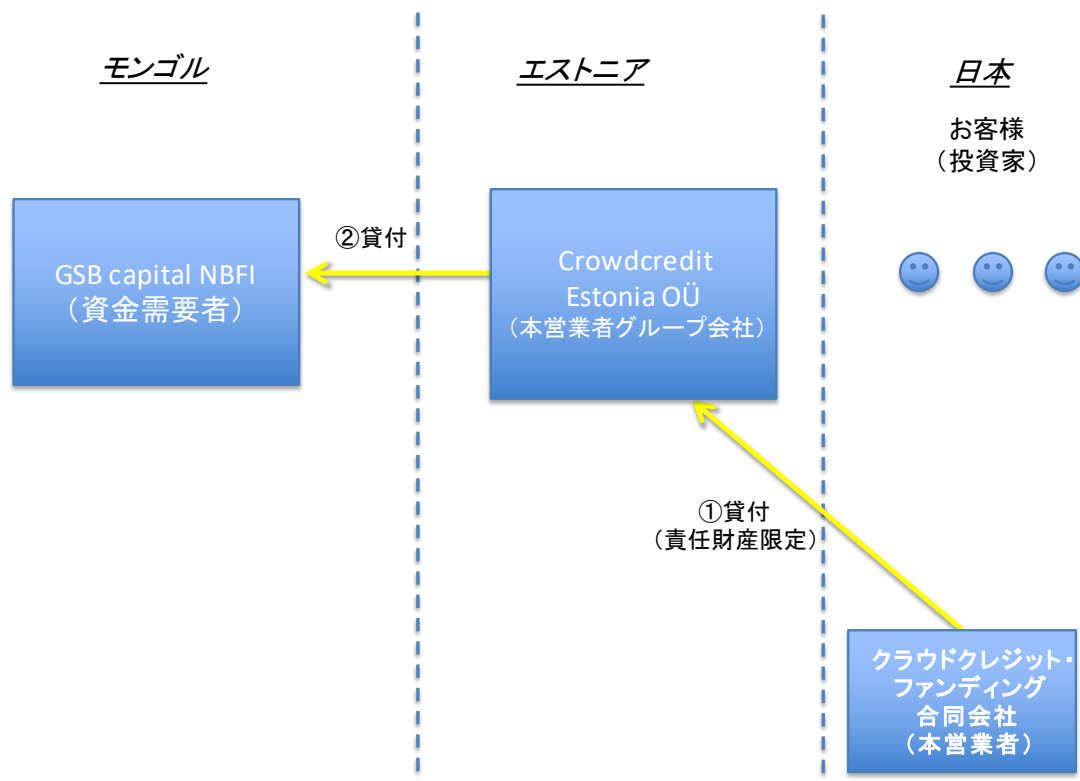 モンゴル
エストニア
日本
お客様
（投資家）
GSB capital NBFI
（資金需要者）
②貸付
Crowdcredit
Estonia OÜ
（本営業者グループ会社）
①貸付
（責任財産限定）
クラウドクレジット・
ファンディング
合同会社
（本営業者）